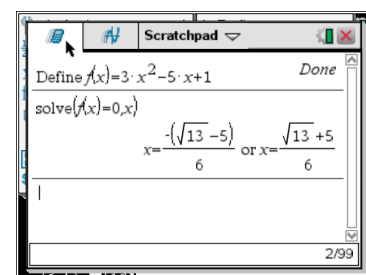 Scratchpad
Define f(x)=3·x²-5·x+1 Done
solve(f(x)=0,x)
x=-(√13 -5)/6 or x=(√13 +5)/6
2/99